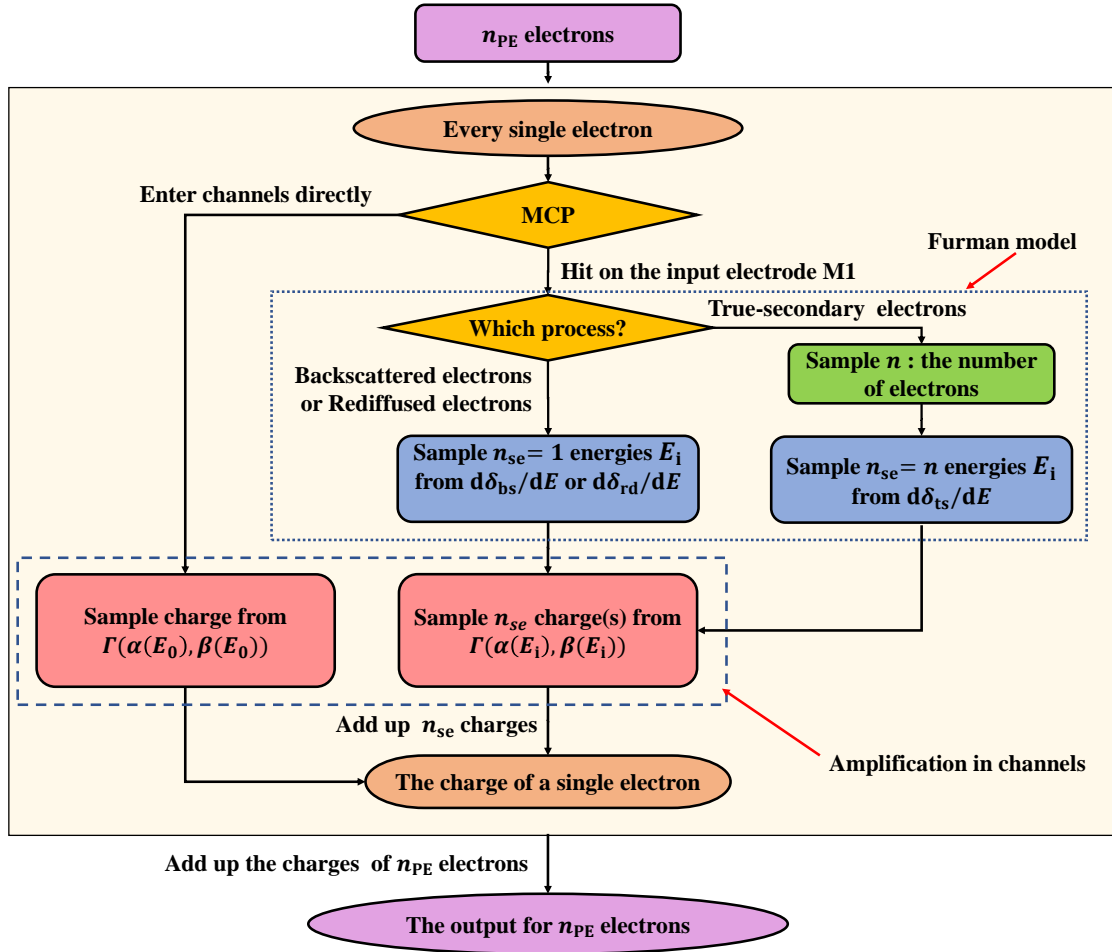 n_PE electrons
Every single electron
Enter channels directly
MCP
Furman model
Hit on the input electrode M1
True-secondary electrons
Which process?
Sample n : the number
of electrons
Backscattered electrons
or Rediffused electrons
Sample n_se = 1 energies E_i
from dδ_bs/dE or dδ_rd/dE
Sample n_se = n energies E_i
from dδ_ts/dE
Sample charge from
Γ(α(E_0), β(E_0))
Sample n_se charge(s) from
Γ(α(E_i), β(E_i))
Add up n_se charges
Amplification in channels
The charge of a single electron
Add up the charges of n_PE electrons
The output for n_PE electrons